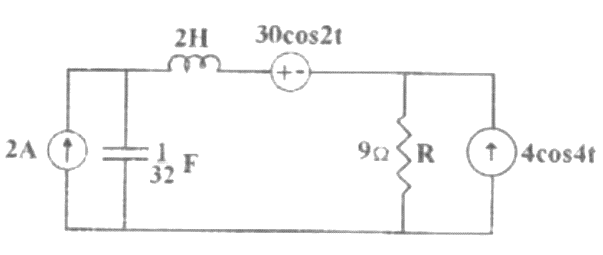 2H
30cos2t
+ -
2A
1
32
F
9Ω
R
4cos4t